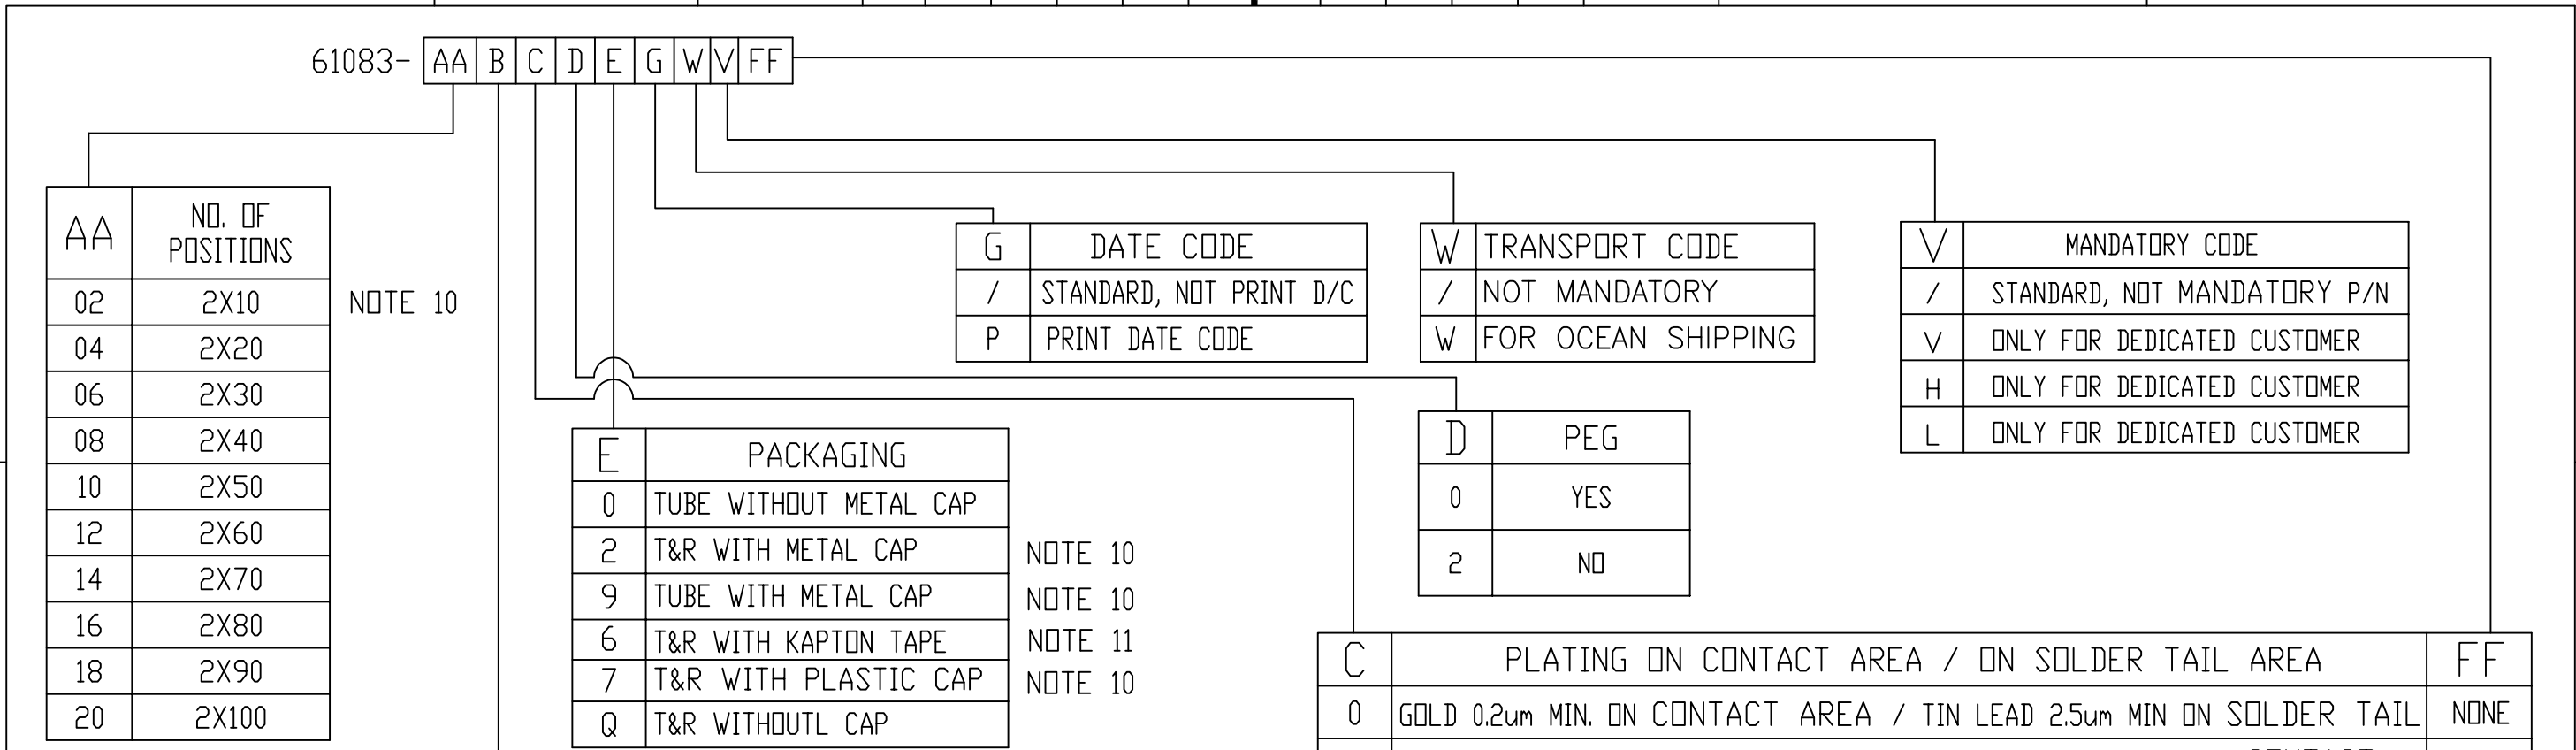 61083- AA B C D E G W V FF
AA NO. OF POSITIONS
02 2X10 NOTE 10
04 2X20
06 2X30
08 2X40
10 2X50
12 2X60
14 2X70
16 2X80
18 2X90
20 2X100
G DATE CODE
/ STANDARD, NOT PRINT D/C
P PRINT DATE CODE
W TRANSPORT CODE
/ NOT MANDATORY
W FOR OCEAN SHIPPING
V MANDATORY CODE
/ STANDARD, NOT MANDATORY P/N
V ONLY FOR DEDICATED CUSTOMER
H ONLY FOR DEDICATED CUSTOMER
L ONLY FOR DEDICATED CUSTOMER
E PACKAGING
0 TUBE WITHOUT METAL CAP
2 T&R WITH METAL CAP NOTE 10
9 TUBE WITH METAL CAP NOTE 10
6 T&R WITH KAPTON TAPE NOTE 11
7 T&R WITH PLASTIC CAP NOTE 10
Q T&R WITHOUTL CAP
D PEG
0 YES
2 NO
C PLATING ON CONTACT AREA / ON SOLDER TAIL AREA FF
0 GOLD 0.2um MIN. ON CONTACT AREA / TIN LEAD 2.5um MIN ON SOLDER TAIL NONE